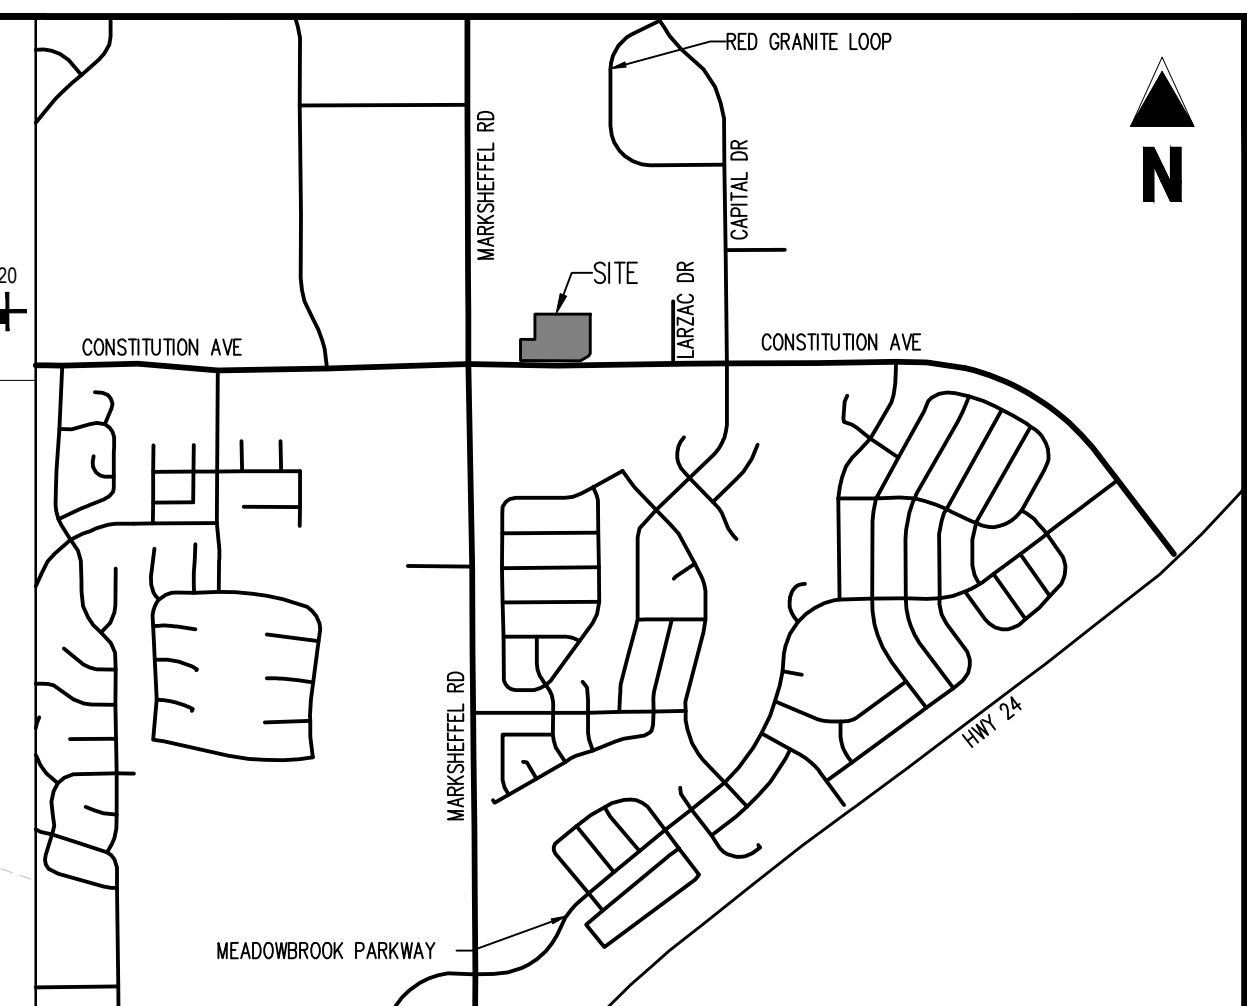 RED GRANITE LOOP
N
MARKSHEFFEL RD
CAPITAL DR
20
SITE
LARZAC DR
CONSTITUTION AVE
CONSTITUTION AVE
MARKSHEFFEL RD
HWY 24
MEADOWBROOK PARKWAY